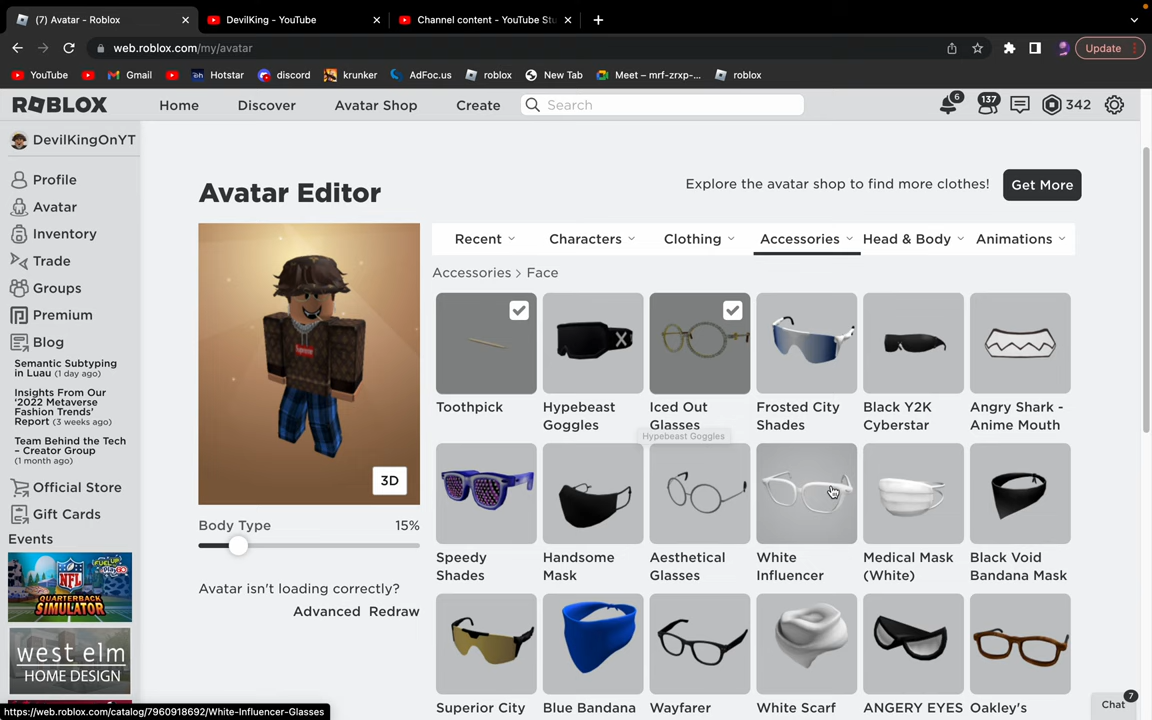 (7) Avatar - Roblox
DevilKing - YouTube
Channel content - YouTube Stu
web.roblox.com/my/avatar
Update
YouTube
Gmail
Hotstar
discord
krunker
AdFoc.us
roblox
New Tab
Meet – mrf-zrxp-...
roblox
ROBLOX
Home
Discover
Avatar Shop
Create
Search
6
137
342
DevilKingOnYT
Profile
Avatar
Inventory
Trade
Groups
Premium
Blog
Semantic Subtyping
in Luau (1 day ago)
Insights From Our
'2022 Metaverse
Fashion Trends'
Report (3 weeks ago)
Team Behind the Tech
– Creator Group
(1 month ago)
Official Store
Gift Cards
Events
NFL
QUARTERBACK
SIMULATOR
west elm
HOME DESIGN
https://web.roblox.com/catalog/7960918692/White-Influencer-Glasses
Avatar Editor
Explore the avatar shop to find more clothes!
Get More
Supreme
3D
Body Type
15%
Avatar isn't loading correctly?
Advanced
Redraw
Recent
Characters
Clothing
Accessories
Head & Body
Animations
Accessories > Face
Toothpick
Hypebeast
Goggles
Iced Out
Glasses
Frosted City
Shades
Black Y2K
Cyberstar
Angry Shark -
Anime Mouth
Hypebeast Goggles
Speedy
Shades
Handsome
Mask
Aesthetical
Glasses
White
Influencer
Medical Mask
(White)
Black Void
Bandana Mask
Superior City
Blue Bandana
Wayfarer
White Scarf
ANGERY EYES
Oakley's
Chat
7